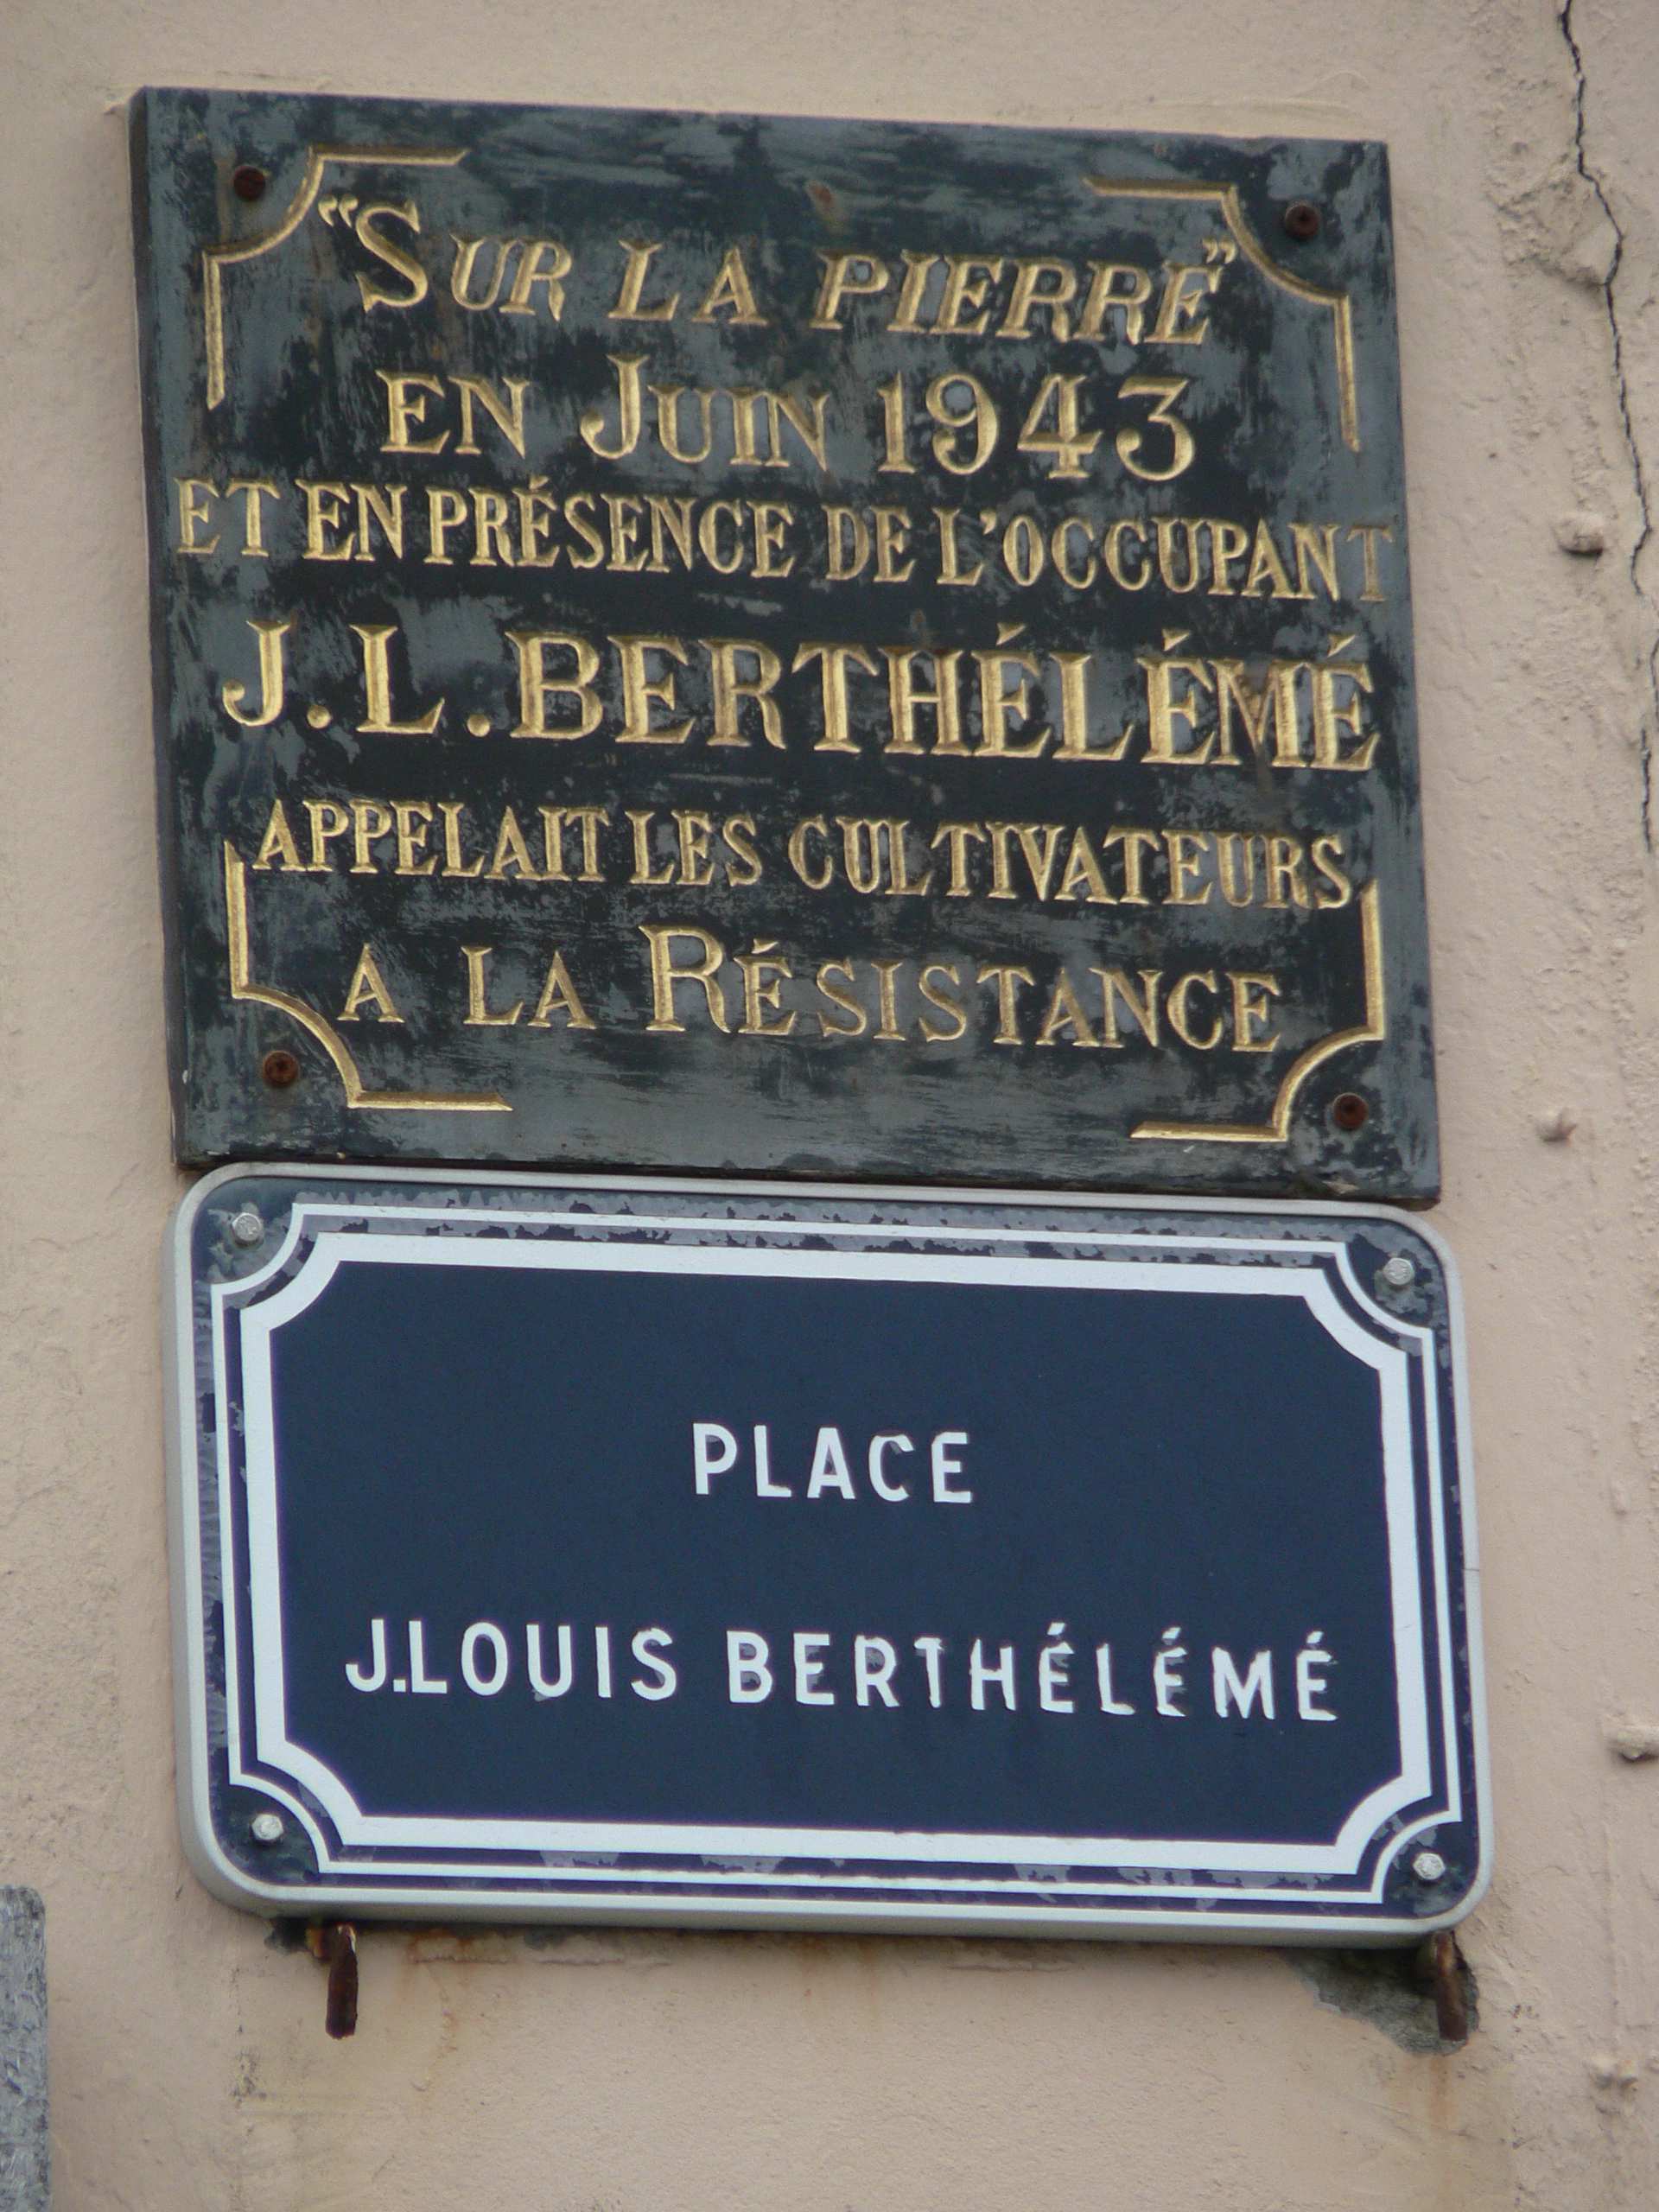 "SUR LA PIERRE"
EN JUIN 1943
ET EN PRÉSENCE DE L'OCCUPANT
J.L.BERTHÉLÉMÉ
APPELAIT LES CULTIVATEURS
A LA RÉSISTANCE
PLACE
J.LOUIS BERTHÉLÉMÉ